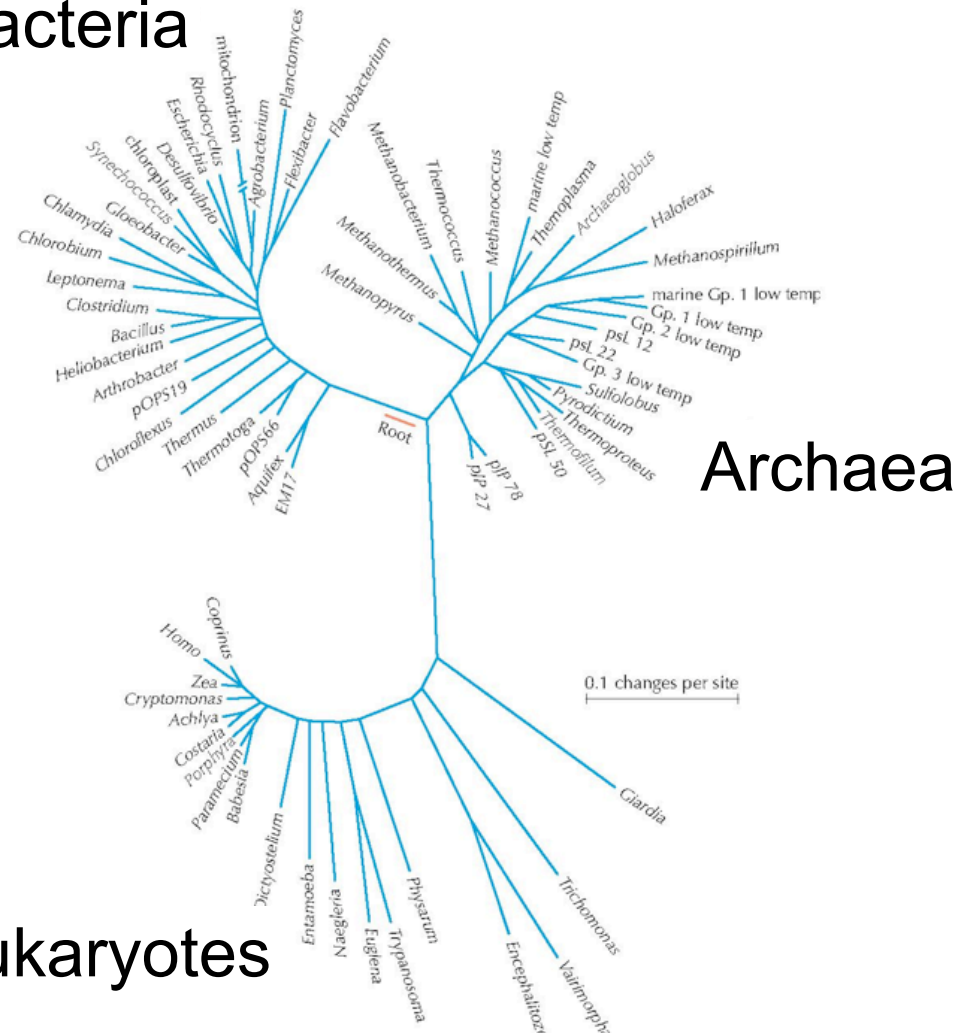 acteria
Planctomyces
mitochondrion
Flavobacterium
Rhodocyclus
Escherichia
Agrobacterium
Flexibacter
Desulfovibrio
chloroplast
Synechococcus
Gloeobacter
Chlamydia
Chlorobium
Leptonema
Clostridium
Bacillus
Heliobacterium
Arthrobacter
pOPS19
Chloroflexus
Thermus
Thermotoga
pOPS66
Aquifex
EM17
Root
Methanobacterium
Thermococcus
Methanococcus
marine low temp
Thermoplasma
Archaeoglobus
Haloferax
Methanospirillum
Methanothermus
Methanopyrus
marine Gp. 1 low temp
Gp. 1 low temp
Gp. 2 low temp
psL 12
psL 22
Gp. 3 low temp
Sulfolobus
Pyrodictium
Thermoproteus
Thermofilum
pSL 50
pJP 78
pJP 27
Archaea
Coprinus
Homo
Zea
Cryptomonas
Achlya
Costaria
Porphyra
Paramecium
Babesia
Dictyostelium
Entamoeba
Naegleria
Euglena
Trypanosoma
Physarum
Encephalitozo
Vairimorpha
Trichomonas
Giardia
0.1 changes per site
ukaryotes